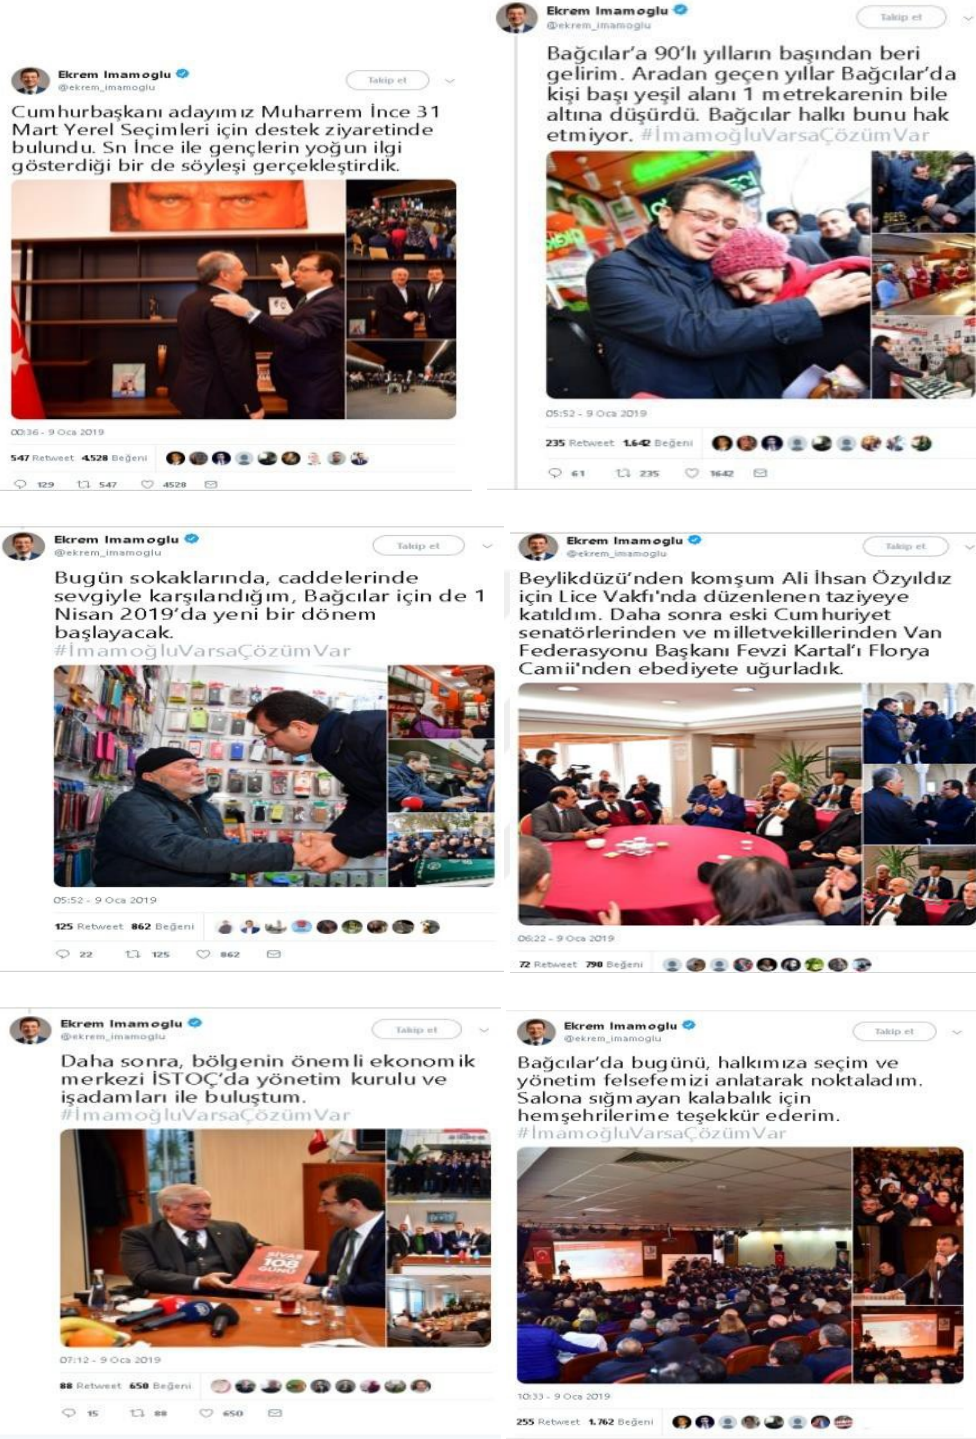 Ekrem Imamoglu
@ekrem_imamoglu
Takip et
Cumhurbaşkanı adayımız Muharrem İnce 31
Mart Yerel Seçimleri için destek ziyaretinde
bulundu. Sn İnce ile gençlerin yoğun ilgi
gösterdiği bir de söyleşi gerçekleştirdik.
00:36 - 9 Oca 2019
547 Retweet 4.528 Beğeni
129 547 4528
Ekrem Imamoglu
@ekrem_imamoglu
Takip et
Bağcılar’a 90’lı yılların başından beri
gelirim. Aradan geçen yıllar Bağcılar’da
kişi başı yeşil alanı 1 metrekarenin bile
altına düşürdü. Bağcılar halkı bunu hak
etmiyor. #İmamoğluVarsaÇözümVar
05:52 - 9 Oca 2019
235 Retweet 1.642 Beğeni
61 235 1642
Ekrem Imamoglu
@ekrem_imamoglu
Takip et
Bugün sokaklarında, caddelerinde
sevgiyle karşılandığım, Bağcılar için de 1
Nisan 2019’da yeni bir dönem
başlayacak.
#İmamoğluVarsaÇözümVar
05:52 - 9 Oca 2019
125 Retweet 862 Beğeni
22 125 862
Ekrem Imamoglu
@ekrem_imamoglu
Takip et
Beylikdüzü’nden komşum Ali İhsan Özyıldız
için Lice Vakfı'nda düzenlenen taziyeye
katıldım. Daha sonra eski Cumhuriyet
senatörlerinden ve milletvekillerinden Van
Federasyonu Başkanı Fevzi Kartal’ı Florya
Camii'nden ebediyete uğurladık.
06:22 - 9 Oca 2019
72 Retweet 798 Beğeni
Ekrem Imamoglu
@ekrem_imamoglu
Takip et
Daha sonra, bölgenin önemli ekonomik
merkezi İSTOÇ’da yönetim kurulu ve
işadamları ile buluştum.
#İmamoğluVarsaÇözümVar
SİVAS
108
GÜNÜ
07:12 - 9 Oca 2019
88 Retweet 650 Beğeni
15 88 650
Ekrem Imamoglu
@ekrem_imamoglu
Takip et
Bağcılar’da bugünü, halkımıza seçim ve
yönetim felsefemizi anlatarak noktaladım.
Salona sığmayan kalabalık için
hemşehrilerime teşekkür ederim.
#İmamoğluVarsaÇözümVar
10:33 - 9 Oca 2019
255 Retweet 1.762 Beğeni